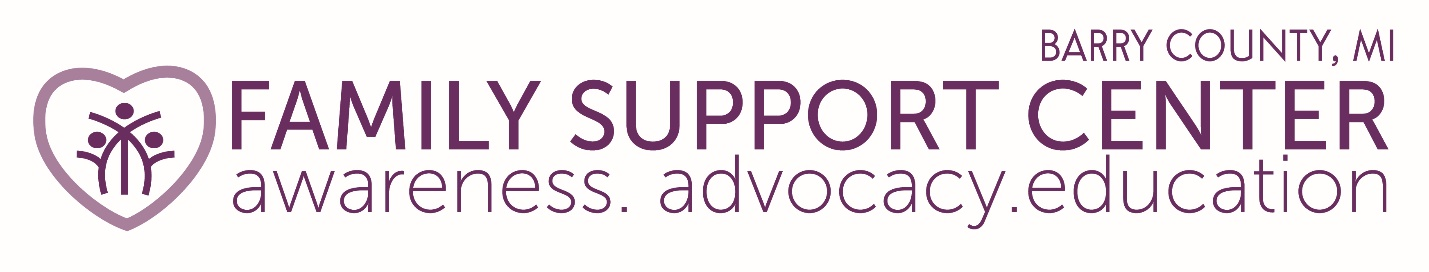 BARRY COUNTY, MI
FAMILY SUPPORT CENTER
awareness. advocacy.education